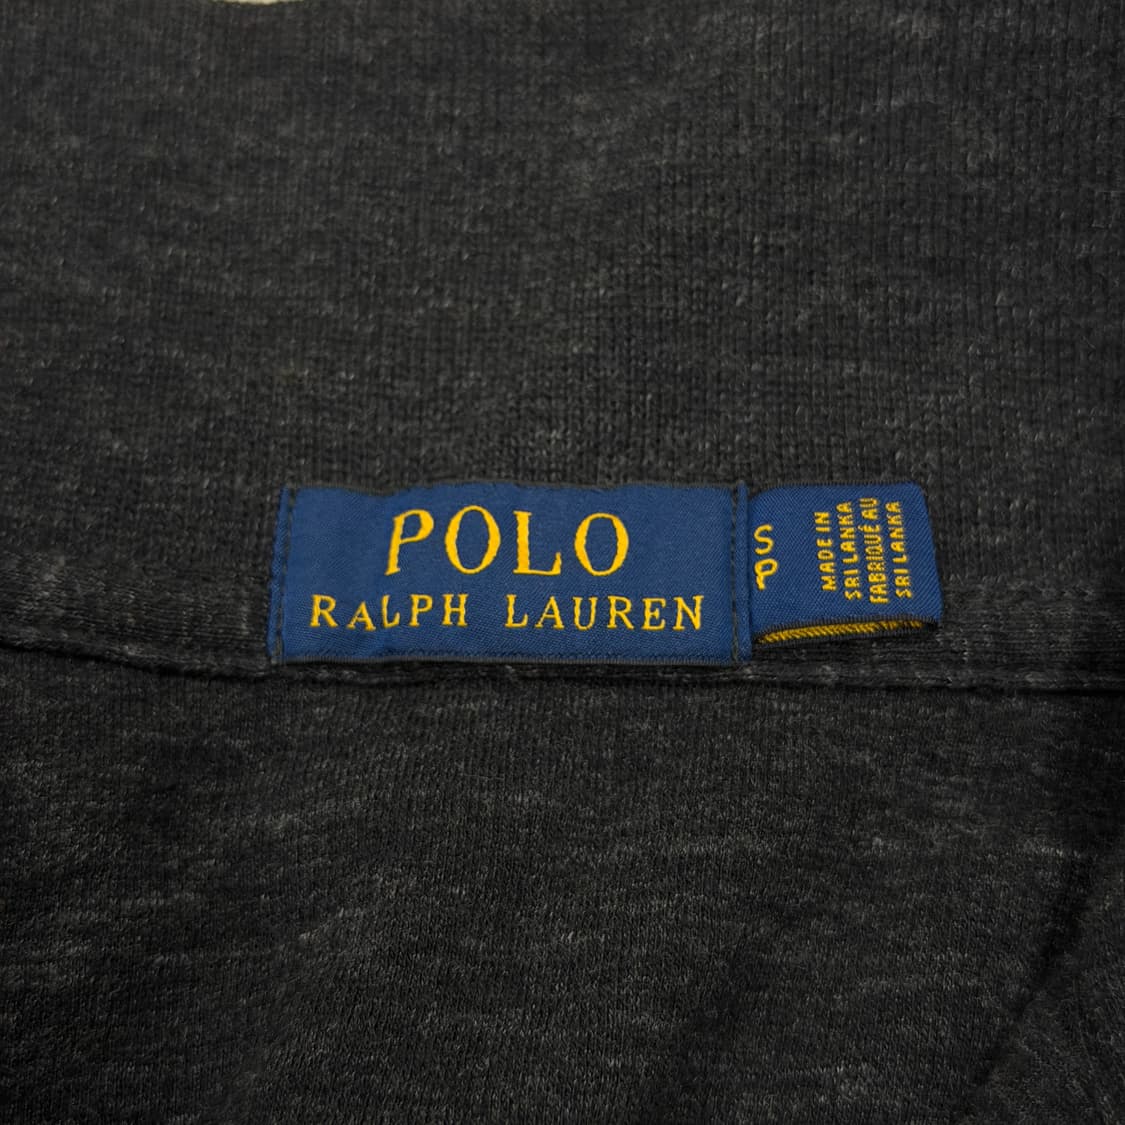 POLO
RALPH LAUREN
S
P
MADE IN
SRI LANKA
FABRIQUÉ AU
SRI LANKA